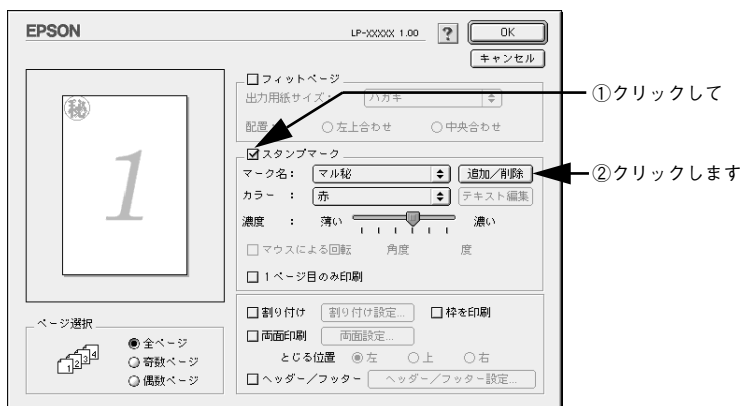 EPSON
LP-XXXXX 1.00
?
OK
キャンセル
㊙
1
フィットページ
出力用紙サイズ： ハガキ
配置： 左上合わせ 中央合わせ
①クリックして
スタンプマーク
マーク名： マル秘 追加／削除
②クリックします
カラー ： 赤 テキスト編集
濃度 ： 薄い 濃い
マウスによる回転 角度 度
1ページ目のみ印刷
ページ選択
1 2 3 4
全ページ
奇数ページ
偶数ページ
割り付け 割り付け設定... 枠を印刷
両面印刷 両面設定...
とじる位置 左 上 右
ヘッダー／フッター ヘッダー／フッター設定...